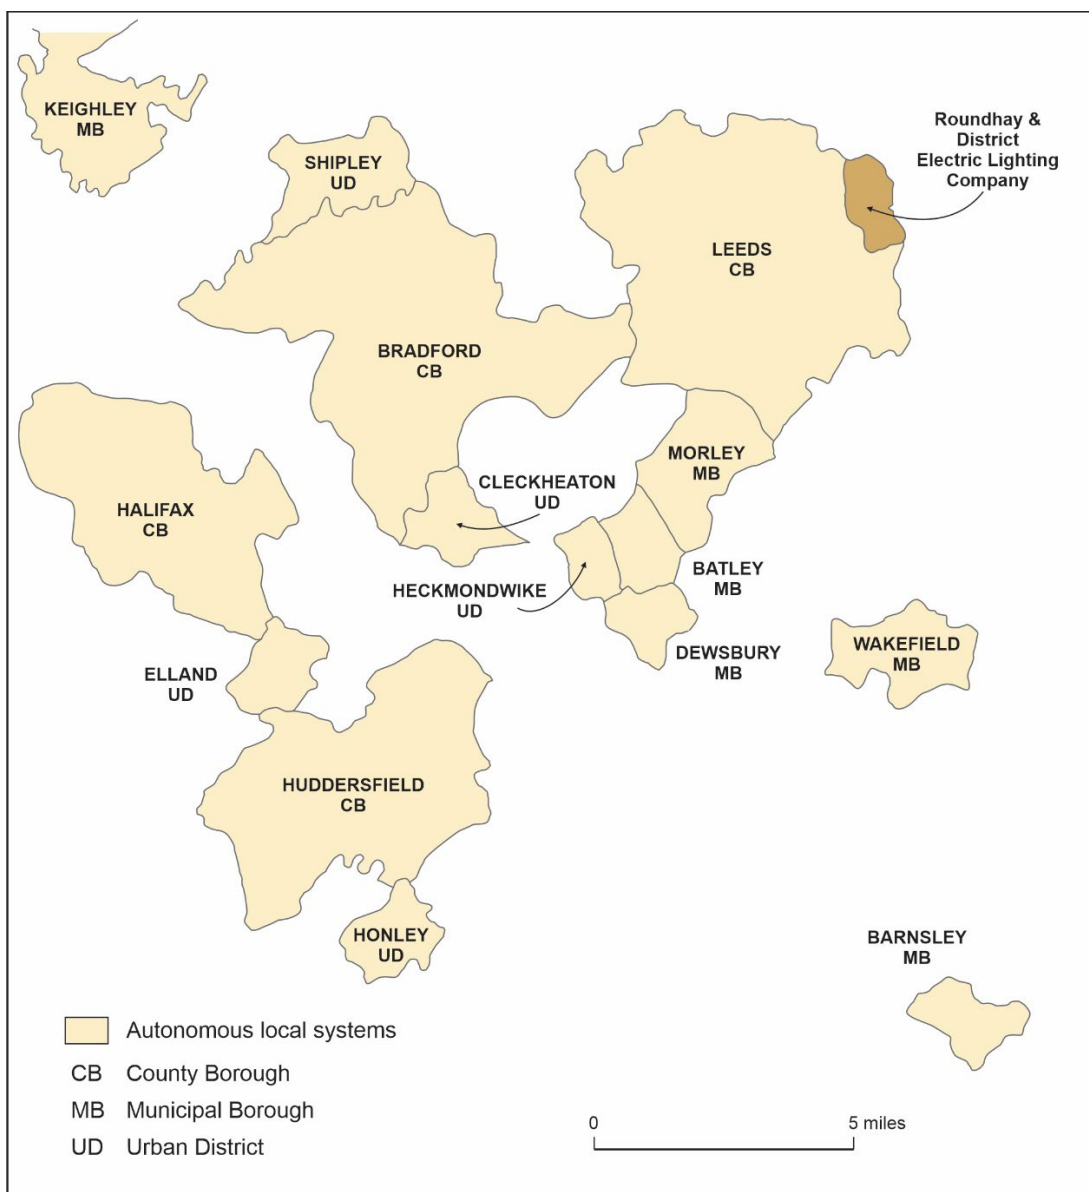 KEIGHLEY
MB
SHIPLEY
UD
Roundhay &
District
Electric Lighting
Company
LEEDS
CB
BRADFORD
CB
MORLEY
MB
CLECKHEATON
UD
HALIFAX
CB
BATLEY
MB
HECKMONDWIKE
UD
DEWSBURY
MB
WAKEFIELD
MB
ELLAND
UD
HUDDERSFIELD
CB
HONLEY
UD
BARNSLEY
MB
Autonomous local systems
CB County Borough
MB Municipal Borough
UD Urban District
0 5 miles